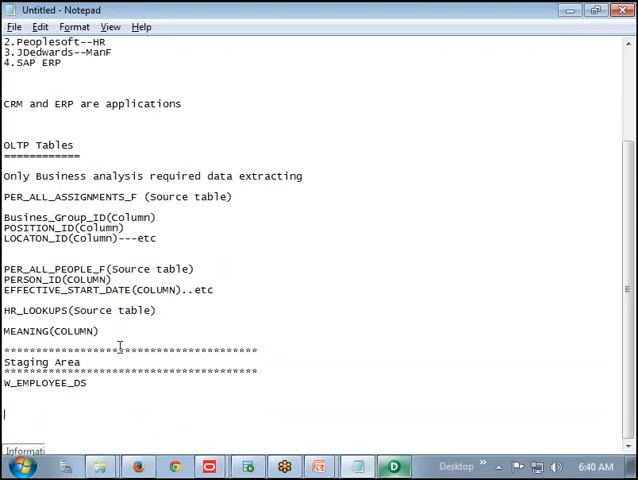 Untitled - Notepad
File Edit Format View Help
2.Peoplesoft--HR
3.JDedwards--ManF
4.SAP ERP
CRM and ERP are applications
OLTP Tables
============
Only Business analysis required data extracting
PER_ALL_ASSIGNMENTS_F (Source table)
Busines_Group_ID(Column)
POSITION_ID(Column)
LOCATON_ID(Column)---etc
PER_ALL_PEOPLE_F(Source table)
PERSON_ID(COLUMN)
EFFECTIVE_START_DATE(COLUMN)..etc
HR_LOOKUPS(Source table)
MEANING(COLUMN)
****************************************
Staging Area
****************************************
W_EMPLOYEE_DS
Informati
Desktop » 6:40 AM